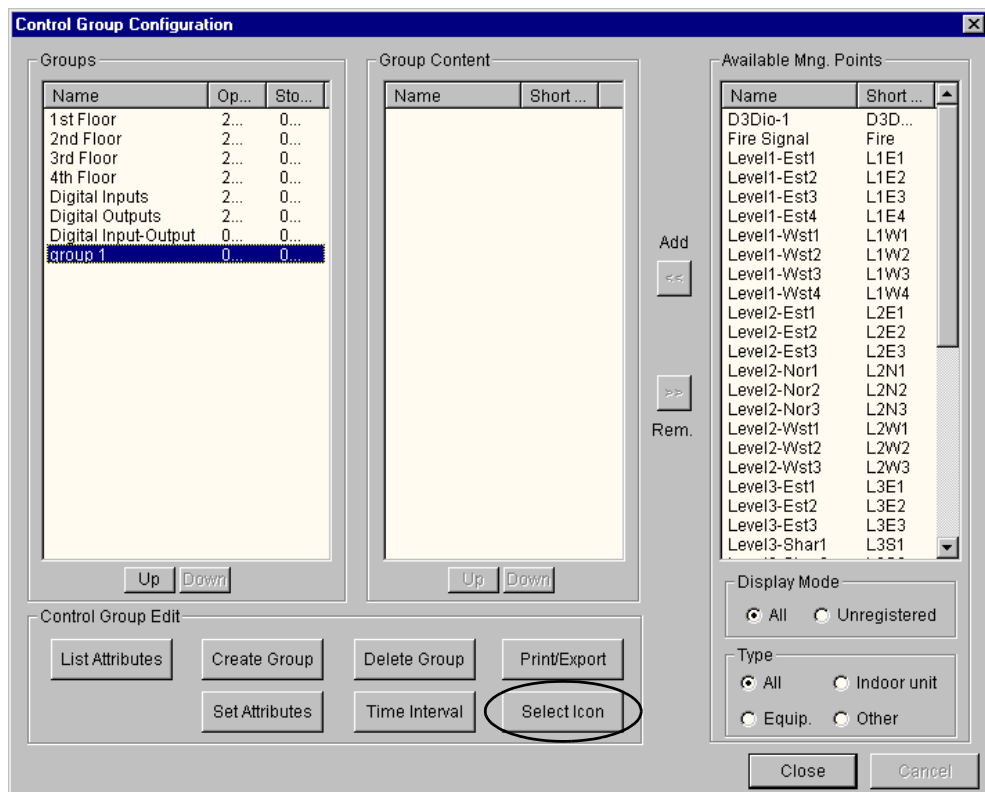 Control Group Configuration
Groups
Name Op... Sto...
1st Floor 2... 0...
2nd Floor 2... 0...
3rd Floor 2... 0...
4th Floor 2... 0...
Digital Inputs 2... 0...
Digital Outputs 2... 0...
Digital Input-Output 0... 0...
group 1 0... 0...
Up Down
Group Content
Name Short ...
Up Down
Add
<<
>>
Rem.
Available Mng. Points
Name Short ...
D3Dio-1 D3D...
Fire Signal Fire
Level1-Est1 L1E1
Level1-Est2 L1E2
Level1-Est3 L1E3
Level1-Est4 L1E4
Level1-Wst1 L1W1
Level1-Wst2 L1W2
Level1-Wst3 L1W3
Level1-Wst4 L1W4
Level2-Est1 L2E1
Level2-Est2 L2E2
Level2-Est3 L2E3
Level2-Nor1 L2N1
Level2-Nor2 L2N2
Level2-Nor3 L2N3
Level2-Wst1 L2W1
Level2-Wst2 L2W2
Level2-Wst3 L2W3
Level3-Est1 L3E1
Level3-Est2 L3E2
Level3-Est3 L3E3
Level3-Shar1 L3S1
Display Mode
All Unregistered
Type
All Indoor unit
Equip. Other
Control Group Edit
List Attributes Create Group Delete Group Print/Export
Set Attributes Time Interval Select Icon
Close Cancel